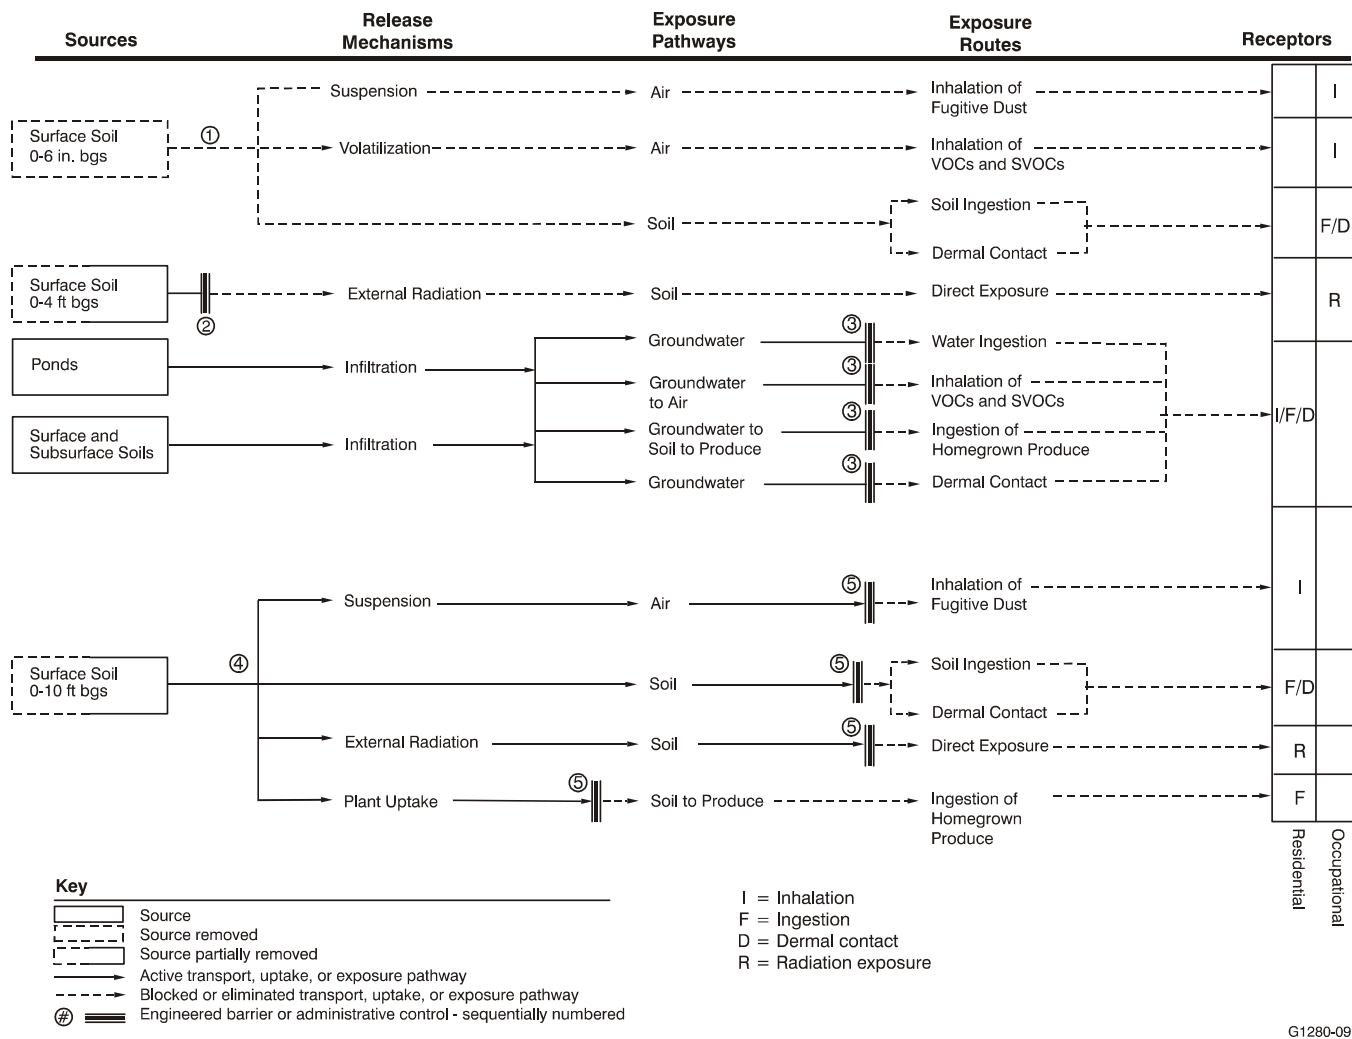 Sources
Release
Mechanisms
Exposure
Pathways
Exposure
Routes
Receptors
Surface Soil
0-6 in. bgs
①
Suspension
Air
Inhalation of
Fugitive Dust
I
Volatilization
Air
Inhalation of
VOCs and SVOCs
I
Soil
Soil Ingestion
Dermal Contact
F/D
Surface Soil
0-4 ft bgs
②
External Radiation
Soil
Direct Exposure
R
Ponds
Infiltration
Groundwater
③
Water Ingestion
Groundwater
to Air
③
Inhalation of
VOCs and SVOCs
I/F/D
Surface and
Subsurface Soils
Infiltration
Groundwater to
Soil to Produce
③
Ingestion of
Homegrown Produce
Groundwater
③
Dermal Contact
Surface Soil
0-10 ft bgs
④
Suspension
Air
⑤
Inhalation of
Fugitive Dust
I
Soil
⑤
Soil Ingestion
Dermal Contact
F/D
External Radiation
Soil
⑤
Direct Exposure
R
Plant Uptake
⑤
Soil to Produce
Ingestion of
Homegrown
Produce
F
Residential
Occupational
Key
Source
Source removed
Source partially removed
Active transport, uptake, or exposure pathway
Blocked or eliminated transport, uptake, or exposure pathway
# Engineered barrier or administrative control - sequentially numbered
I = Inhalation
F = Ingestion
D = Dermal contact
R = Radiation exposure
G1280-09